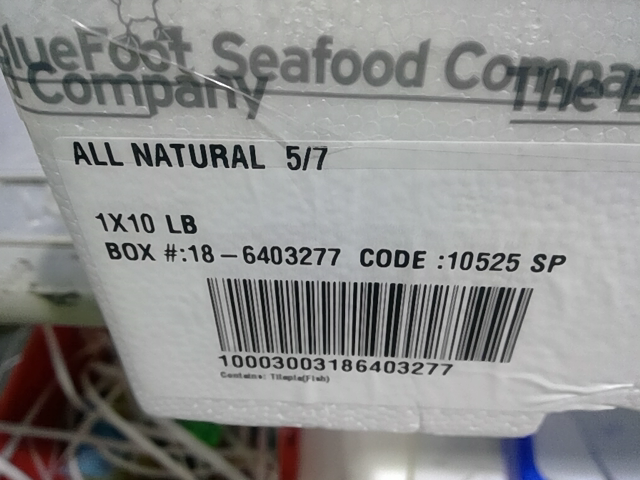 BlueFoot Seafood Compa
Company The
ALL NATURAL 5/7
1X10 LB
BOX #:18-6403277 CODE :10525 SP
10003003186403277
Contains: Tilapia(Fish)